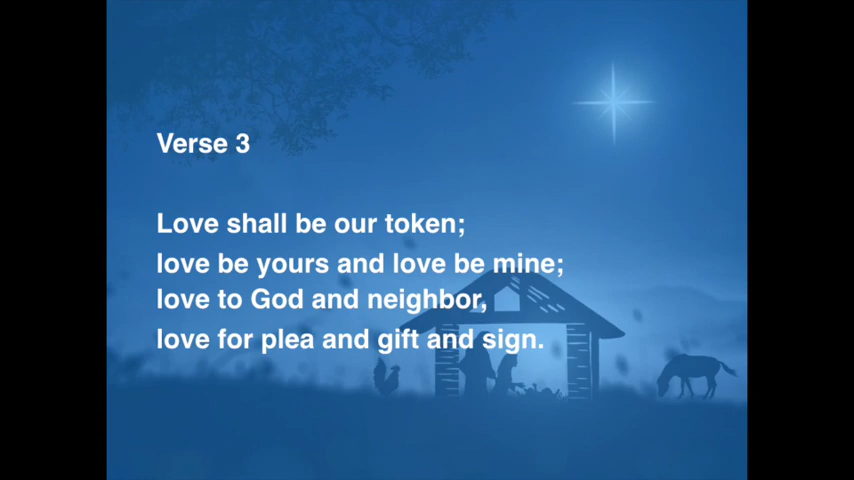 Verse 3
Love shall be our token;
love be yours and love be mine;
love to God and neighbor,
love for plea and gift and sign.